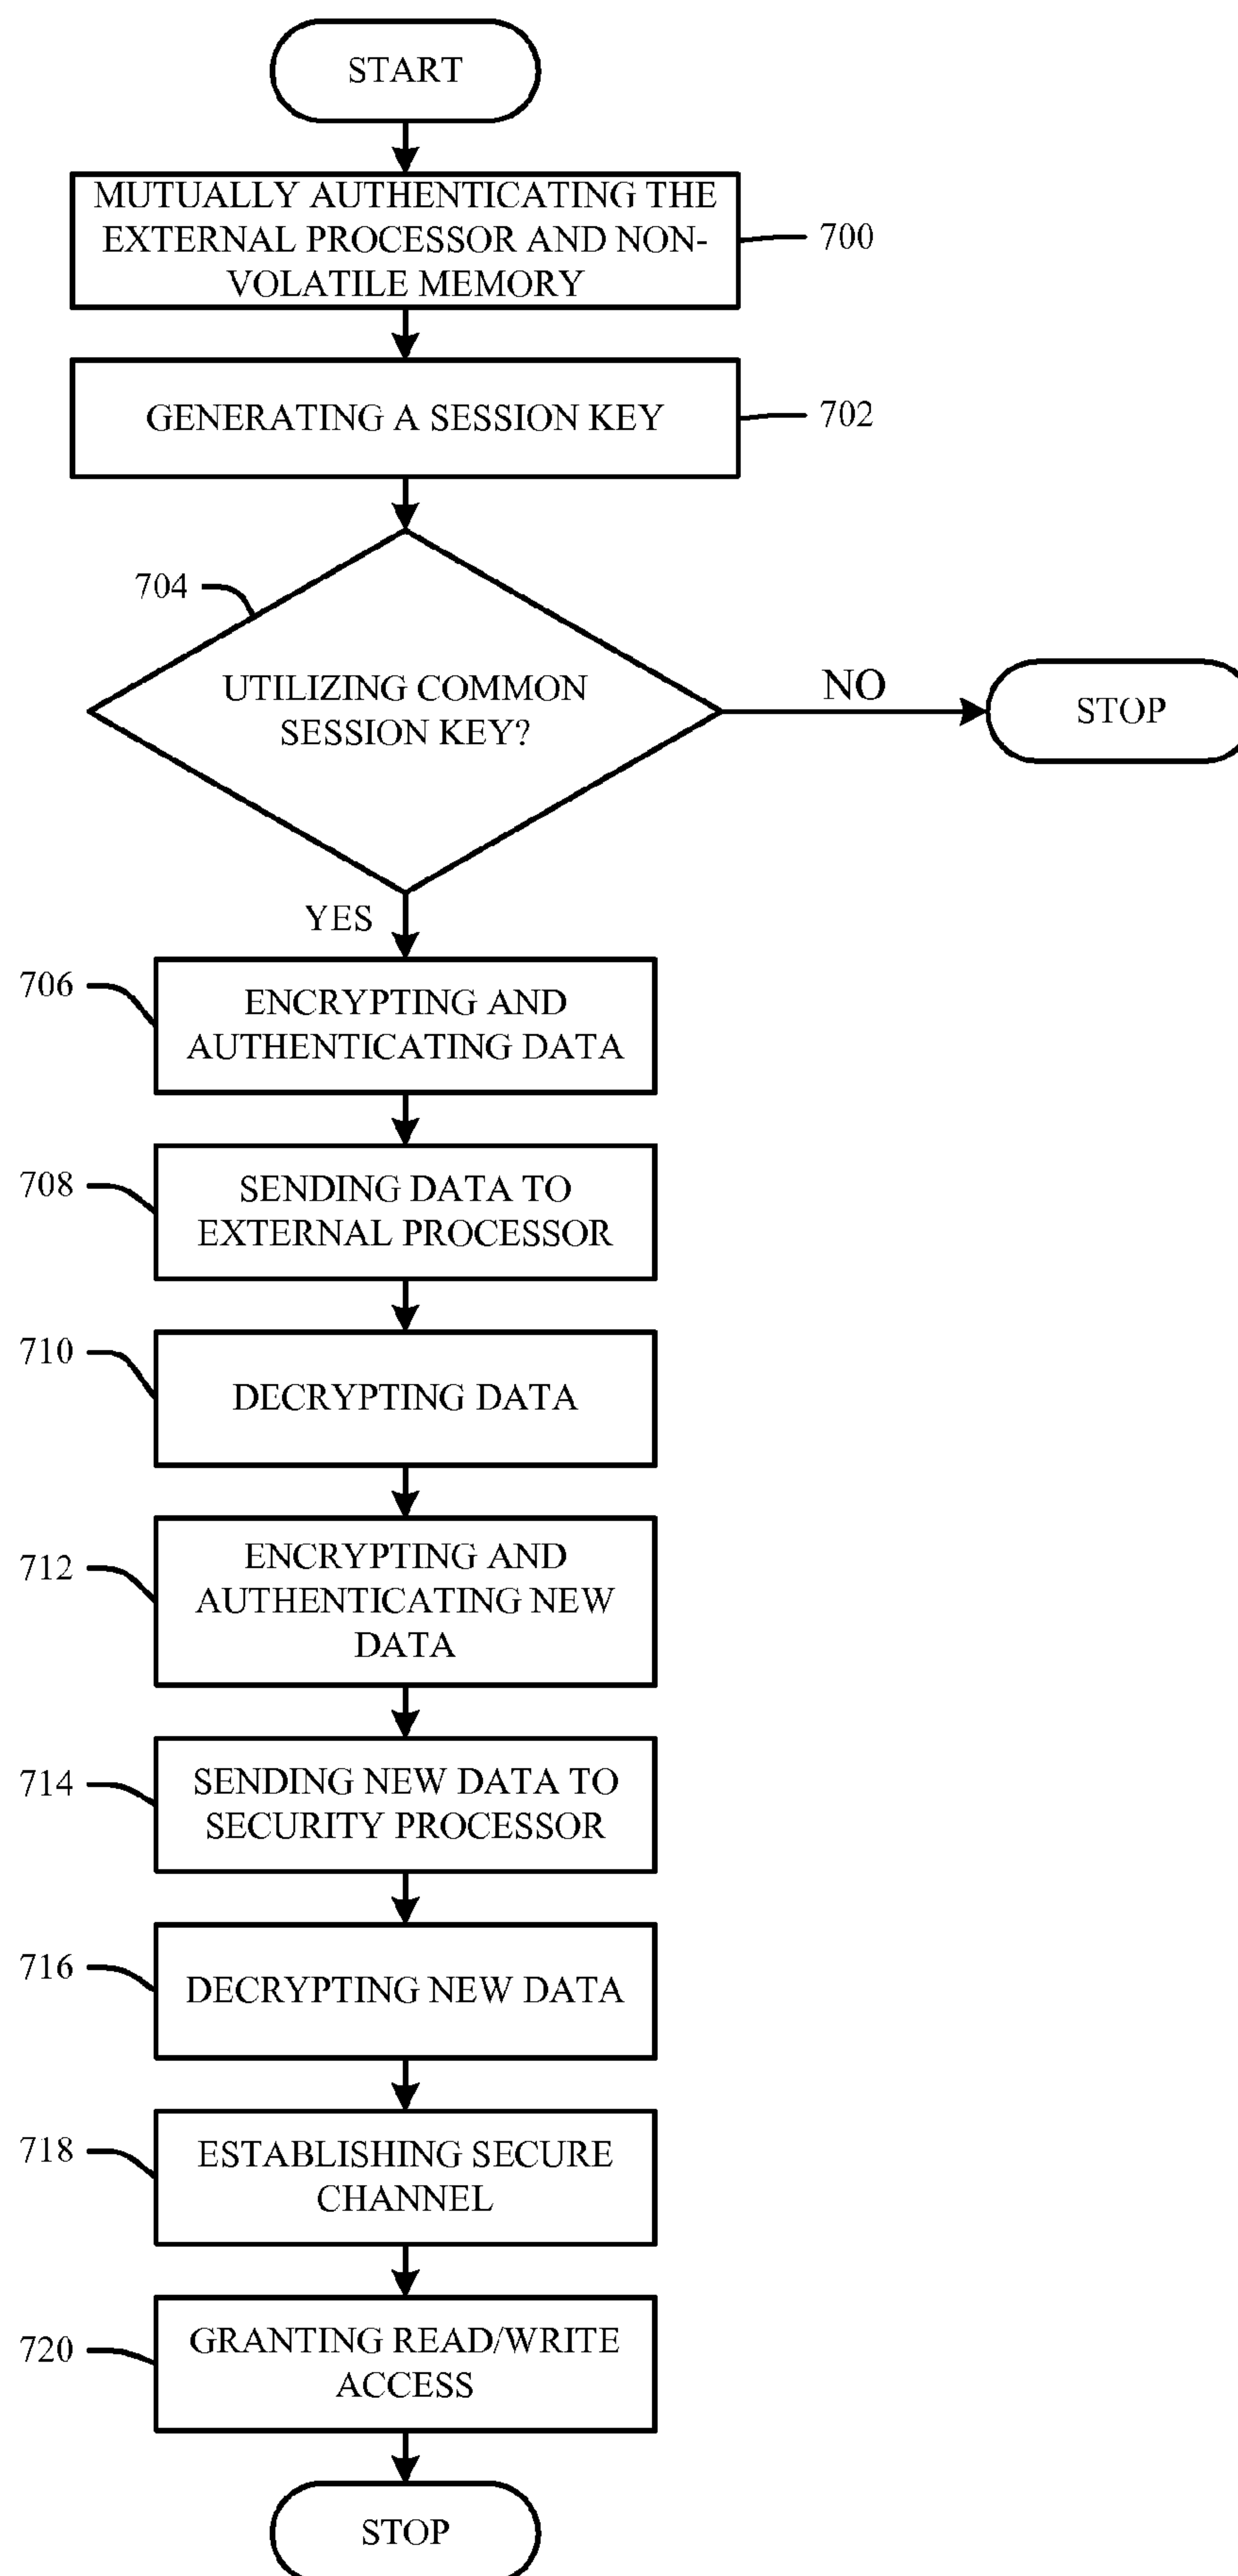 START
MUTUALLY AUTHENTICATING THE
EXTERNAL PROCESSOR AND NON-
VOLATILE MEMORY
700
GENERATING A SESSION KEY
702
704
UTILIZING COMMON
SESSION KEY?
NO
STOP
YES
706
ENCRYPTING AND
AUTHENTICATING DATA
708
SENDING DATA TO
EXTERNAL PROCESSOR
710
DECRYPTING DATA
712
ENCRYPTING AND
AUTHENTICATING NEW
DATA
714
SENDING NEW DATA TO
SECURITY PROCESSOR
716
DECRYPTING NEW DATA
718
ESTABLISHING SECURE
CHANNEL
720
GRANTING READ/WRITE
ACCESS
STOP